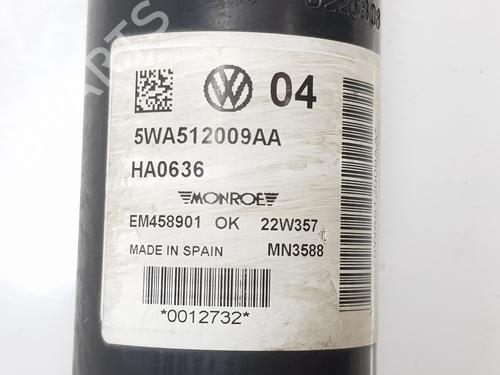 04
5WA512009AA
HA0636
MONROE
EM458901 OK 22W357
MADE IN SPAIN MN3588
*0012732*